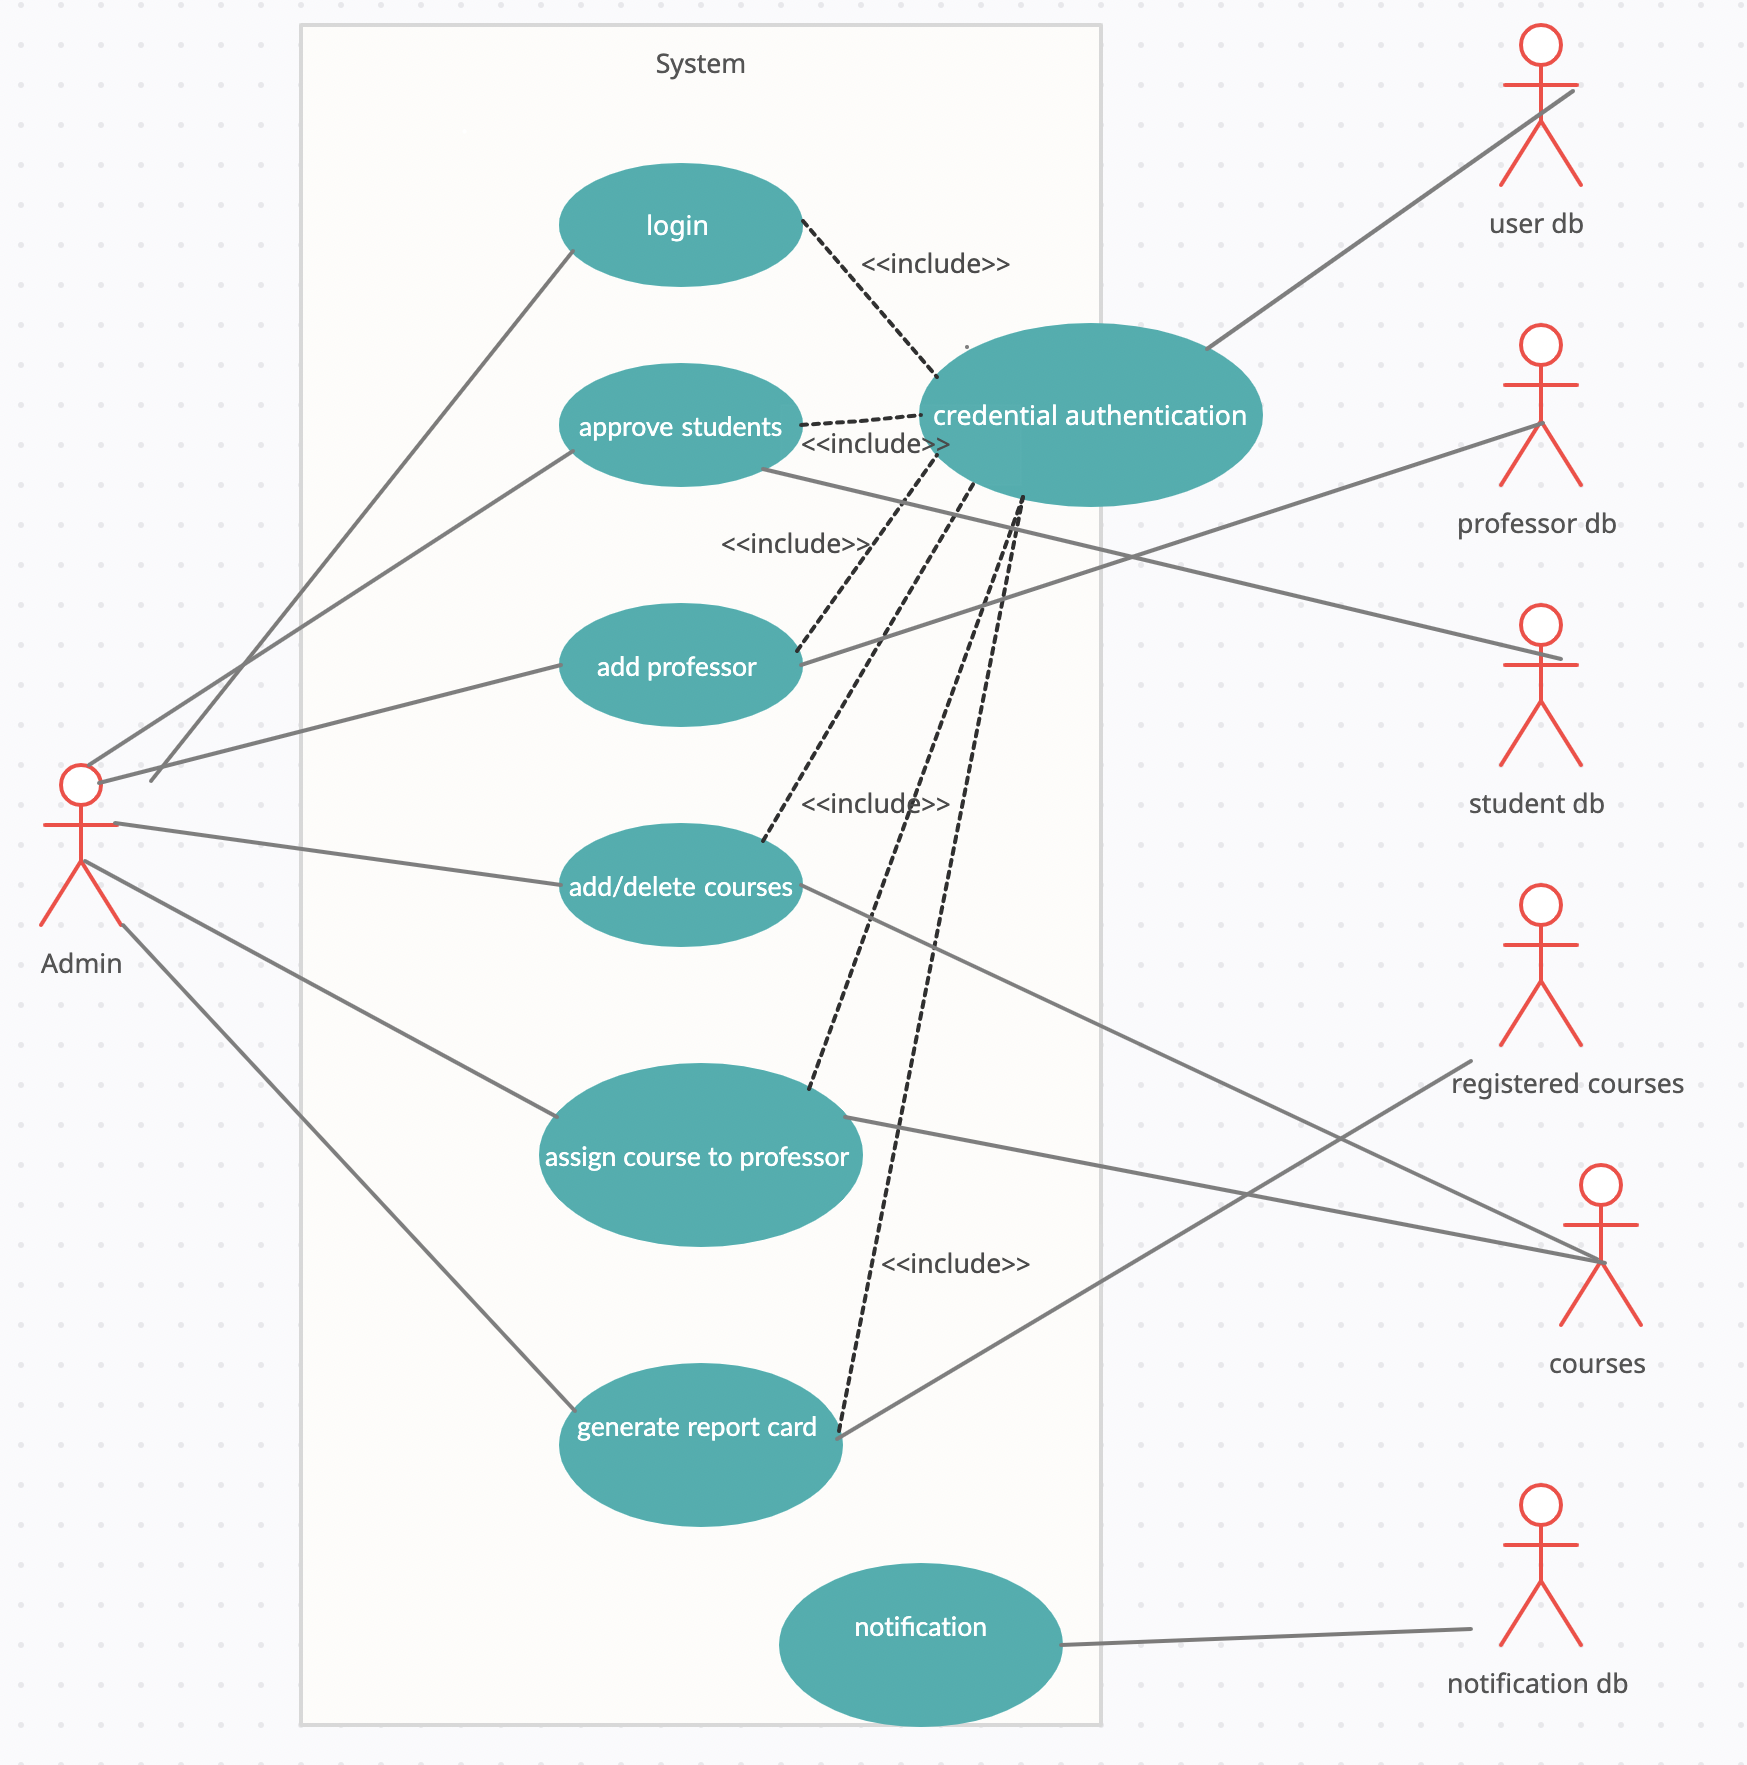 System
user db
login
<<include>>
credential authentication
approve students
<<include>>
professor db
<<include>>
add professor
student db
<<include>>
add/delete courses
Admin
registered courses
assign course to professor
<<include>>
courses
generate report card
notification
notification db